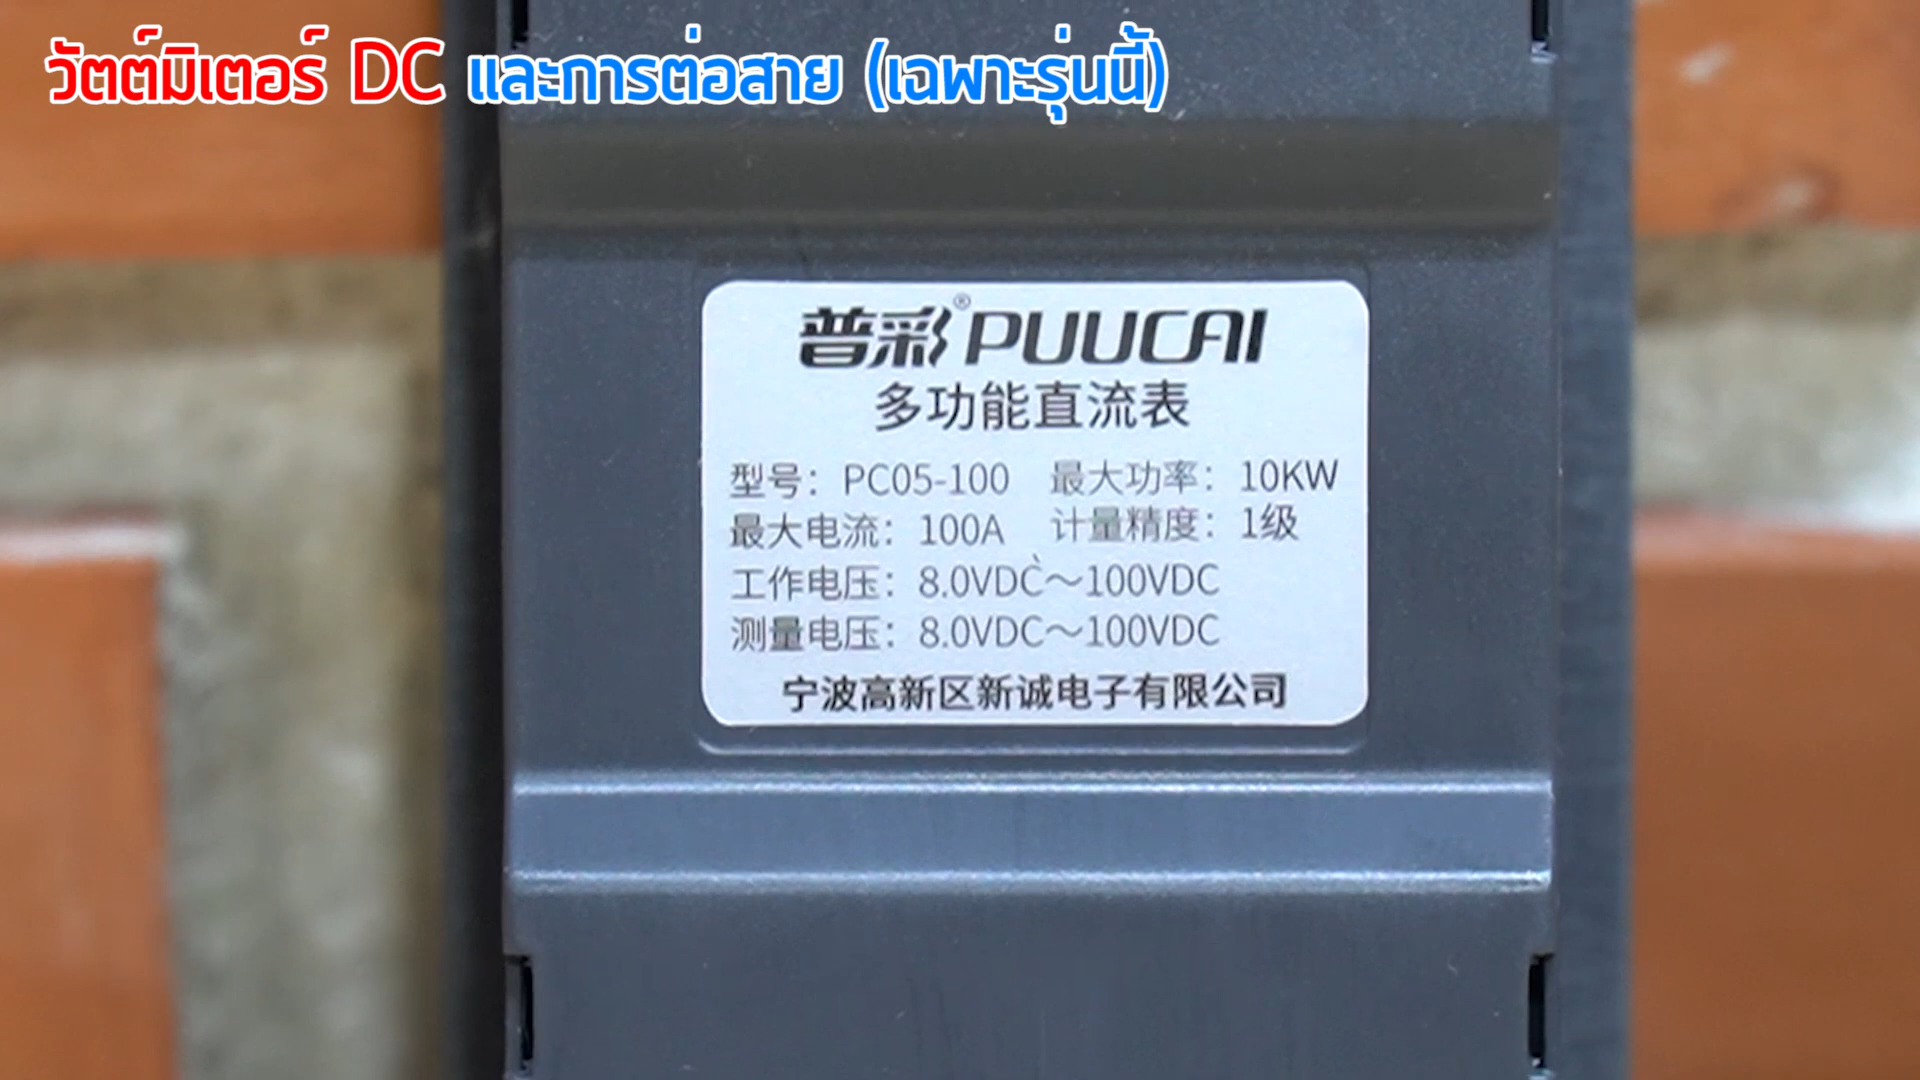 วัตต์มิเตอร์ DC และการต่อสาย (เฉพาะรุ่นนี้)
普彩® PUUCAI
多功能直流表
型号：PC05-100 最大功率：10KW
最大电流：100A 计量精度：1级
工作电压：8.0VDC～100VDC
测量电压：8.0VDC～100VDC
宁波高新区新诚电子有限公司